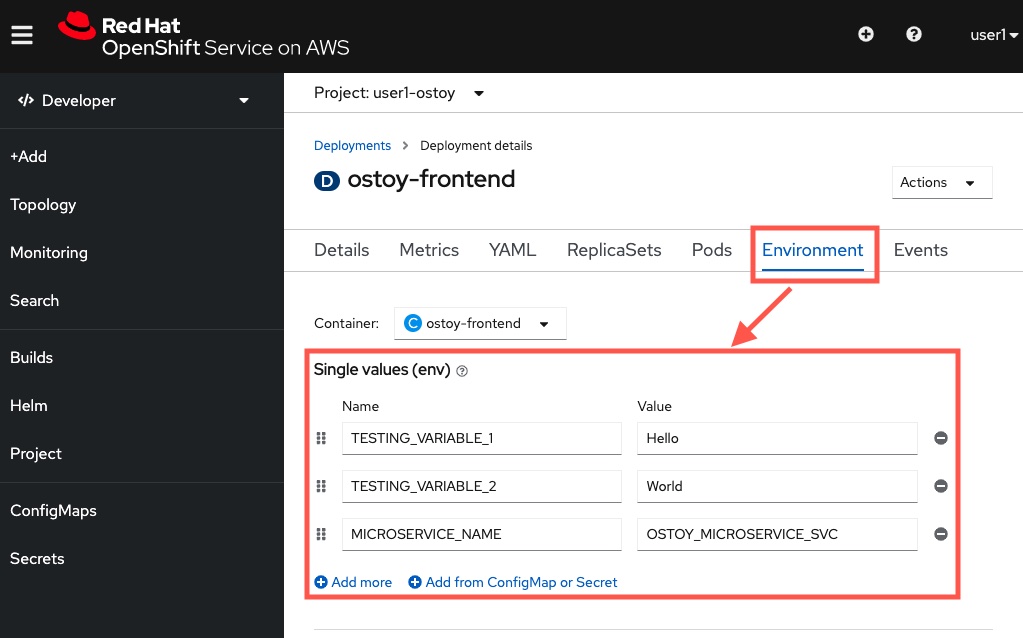 Red Hat
OpenShift Service on AWS
user1
Developer
Project: user1-ostoy
+Add
Topology
Monitoring
Search
Builds
Helm
Project
ConfigMaps
Secrets
Deployments > Deployment details
D ostoy-frontend
Actions
Details Metrics YAML ReplicaSets Pods Environment Events
Container: C ostoy-frontend
Single values (env)
Name Value
TESTING_VARIABLE_1 Hello
TESTING_VARIABLE_2 World
MICROSERVICE_NAME OSTOY_MICROSERVICE_SVC
Add more Add from ConfigMap or Secret